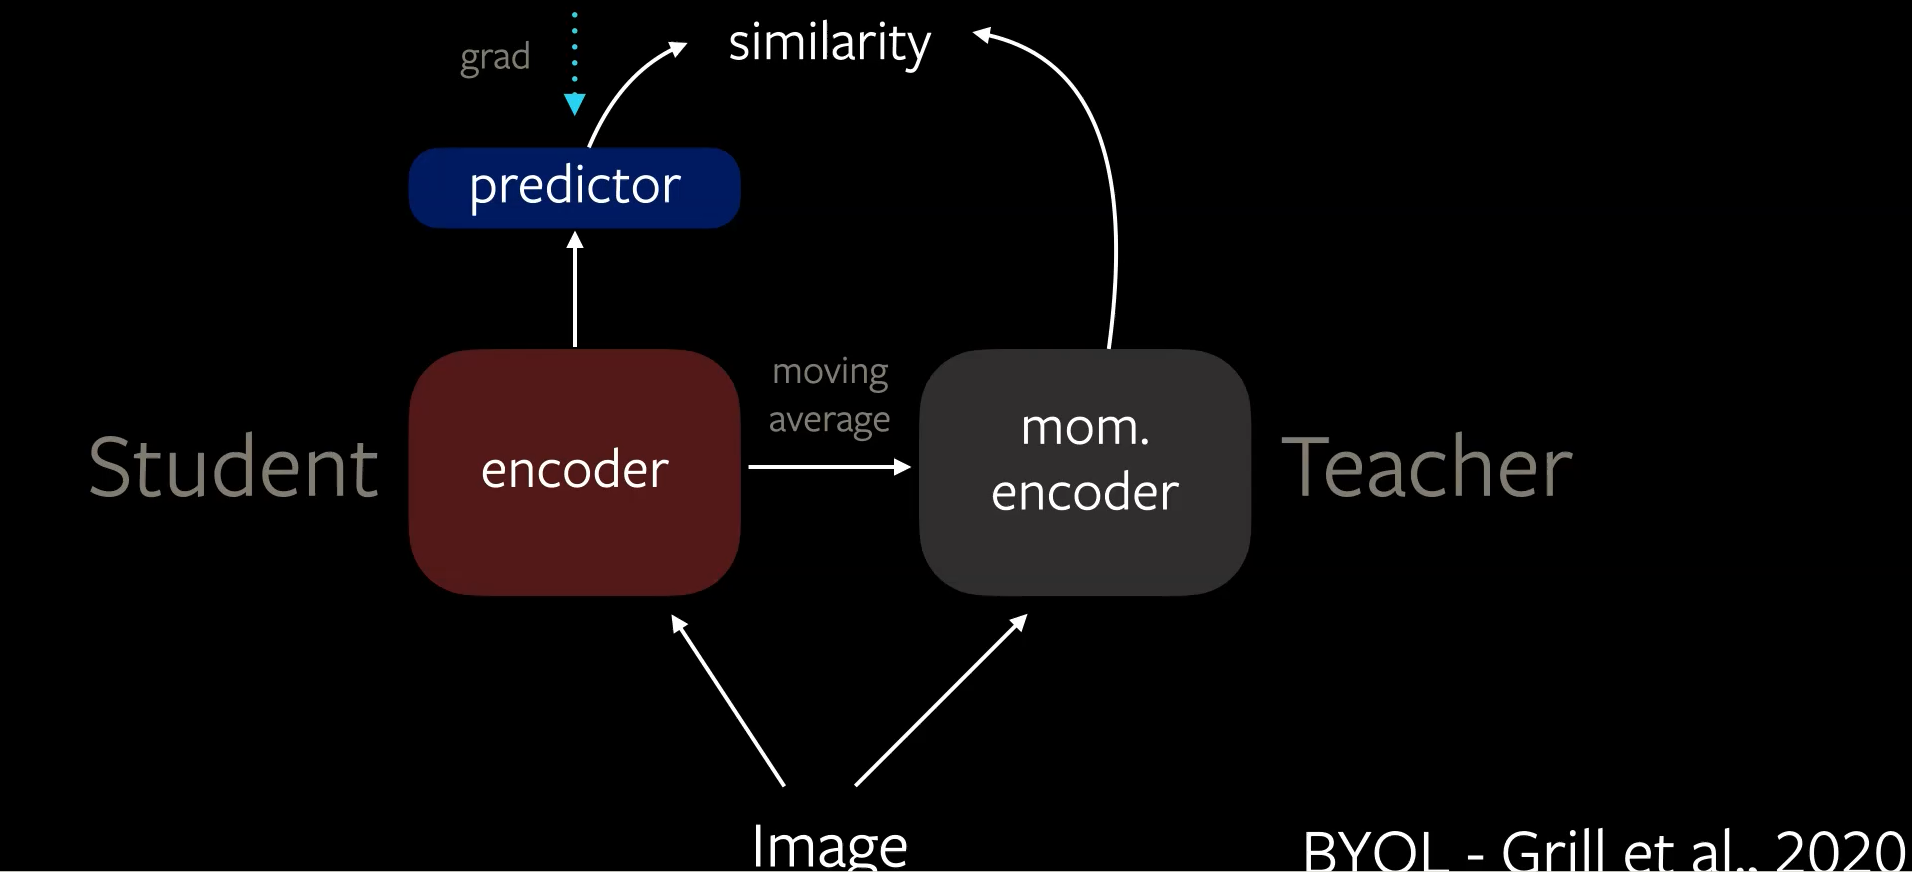 grad
similarity
predictor
moving
average
Student
encoder
mom.
encoder
Teacher
Image
BYOL - Grill et al., 2020